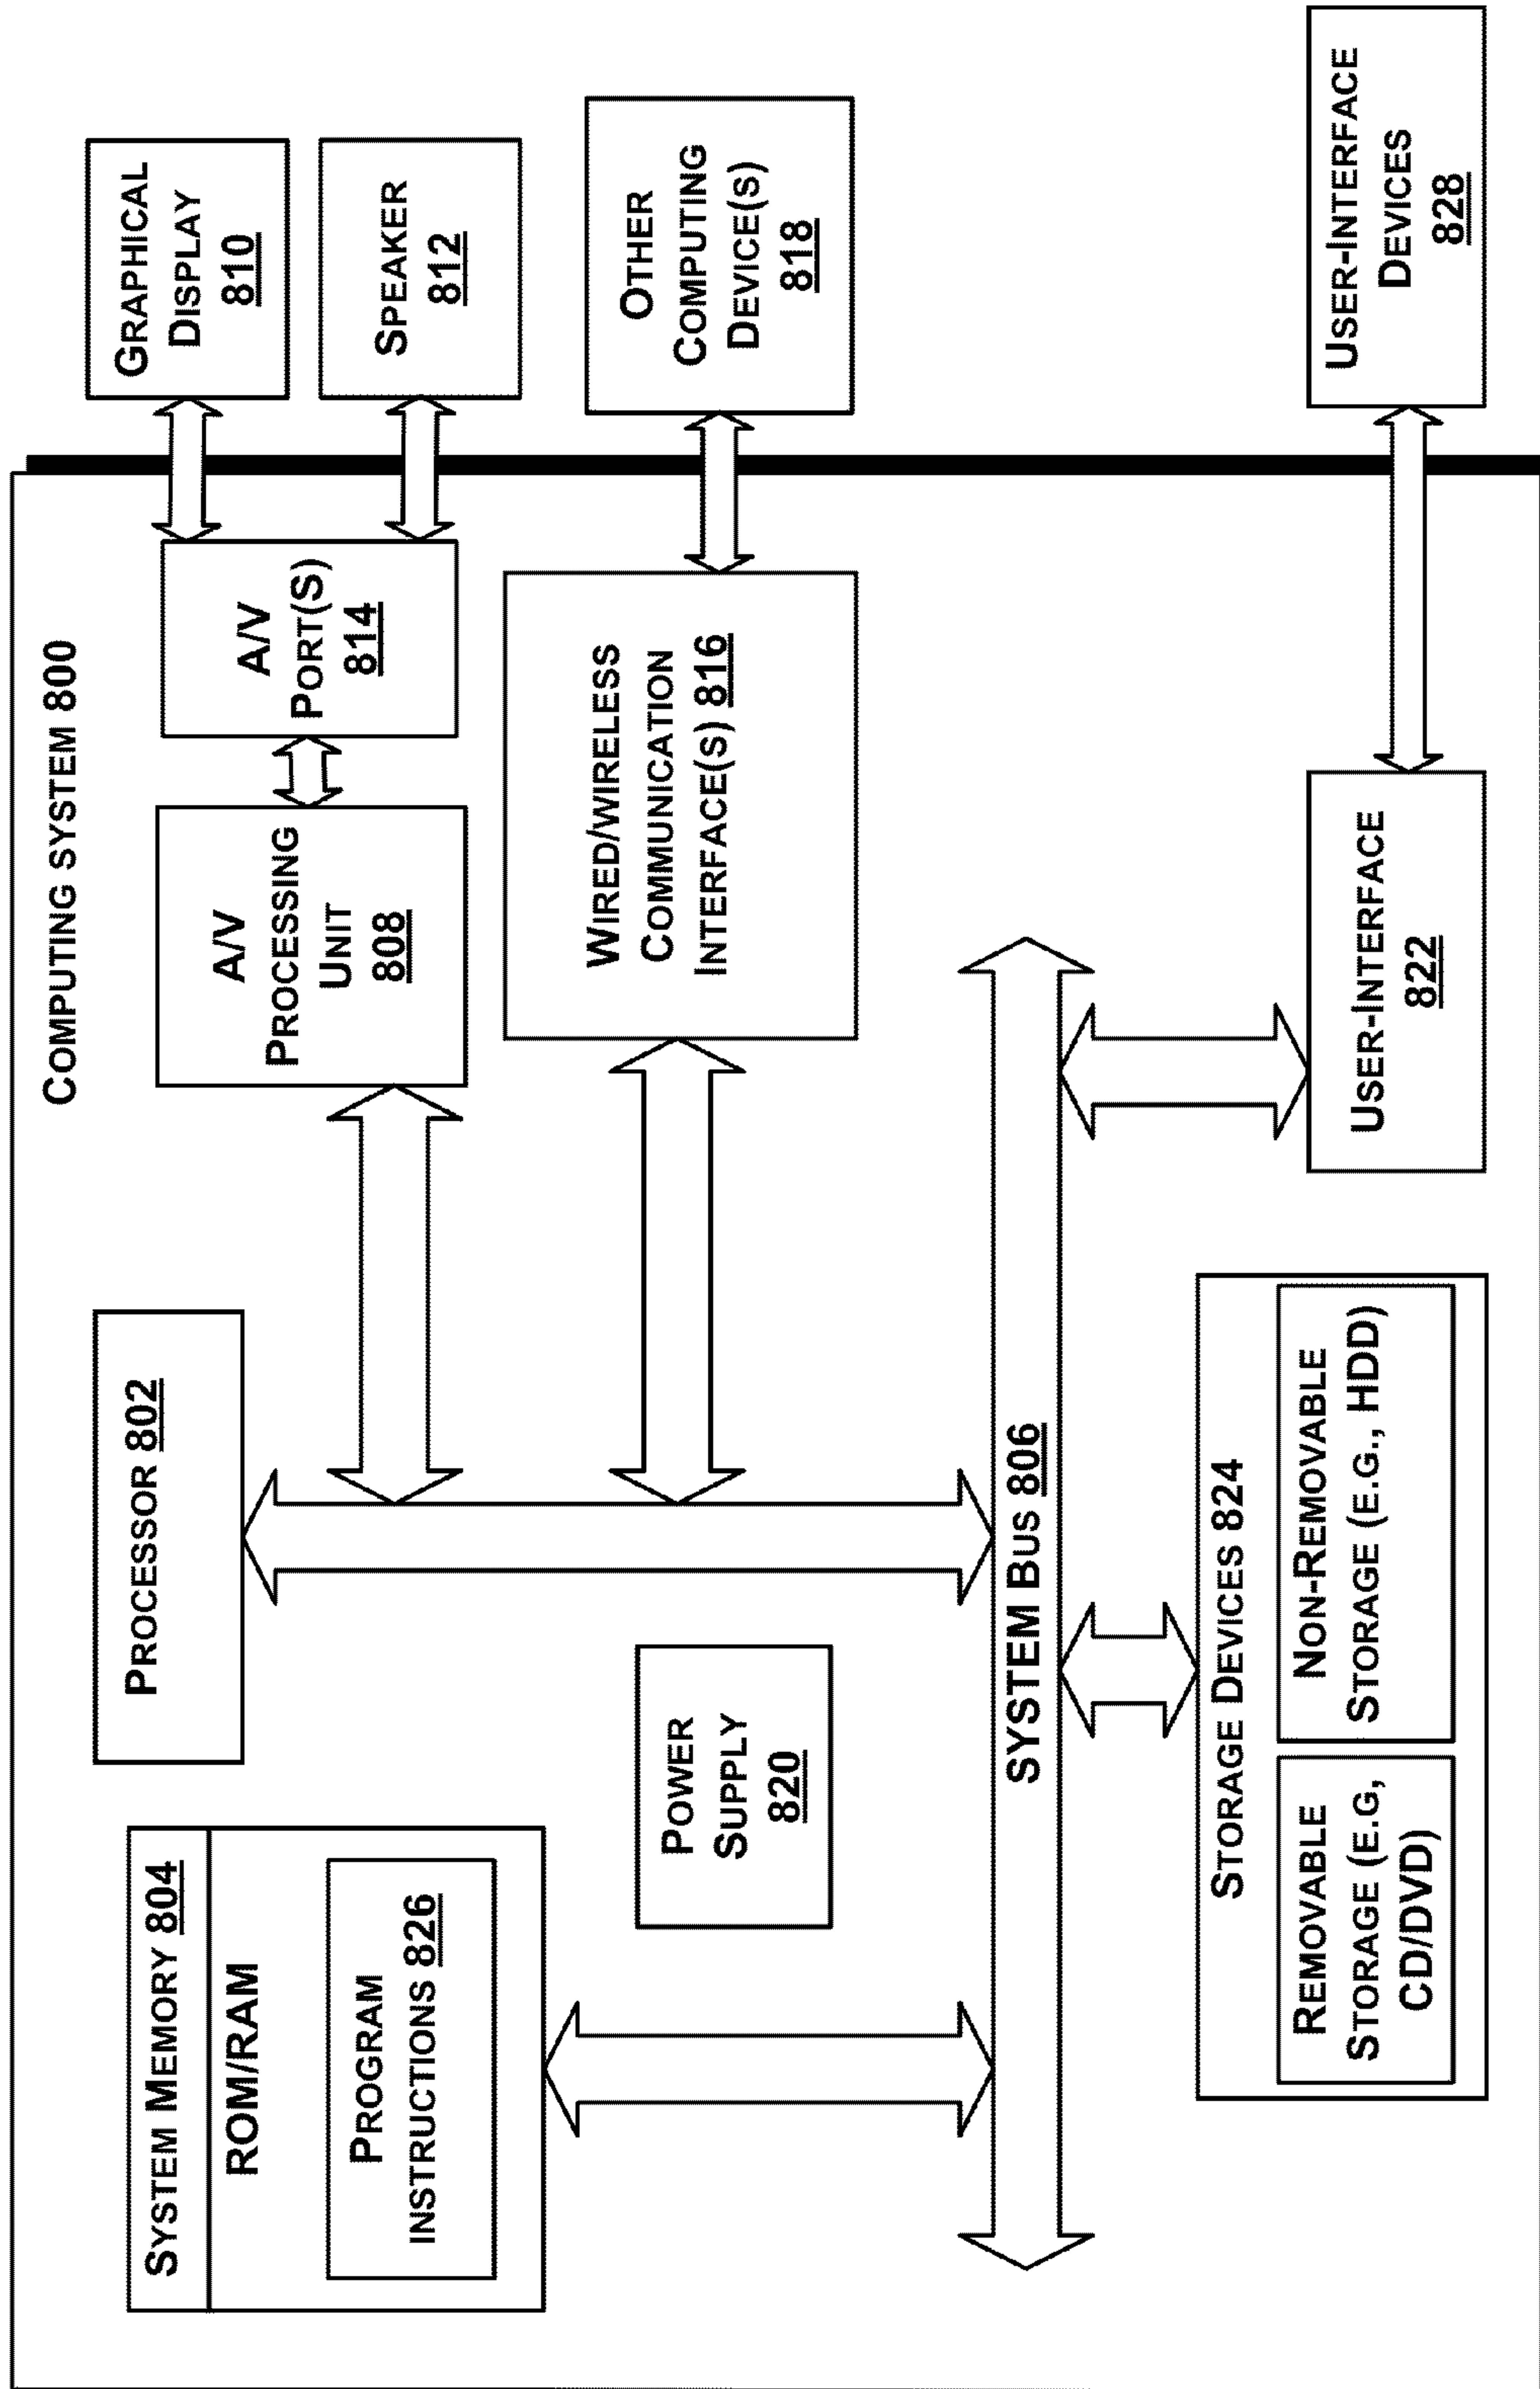 COMPUTING SYSTEM 800
SYSTEM MEMORY 804
ROM/RAM
PROGRAM
INSTRUCTIONS 826
PROCESSOR 802
A/V
PROCESSING
UNIT
808
A/V
PORT(S)
814
GRAPHICAL
DISPLAY
810
SPEAKER
812
WIRED/WIRELESS
COMMUNICATION
INTERFACE(S) 816
OTHER
COMPUTING
DEVICE(S)
818
POWER
SUPPLY
820
SYSTEM BUS 806
STORAGE DEVICES 824
REMOVABLE
STORAGE (E.G,
CD/DVD)
NON-REMOVABLE
STORAGE (E.G., HDD)
USER-INTERFACE
822
USER-INTERFACE
DEVICES
828